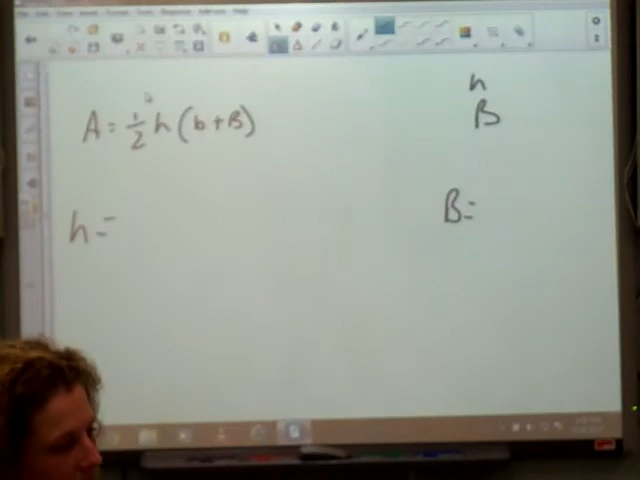 A = 1/2 h (b + B)
h
B
h =
B =